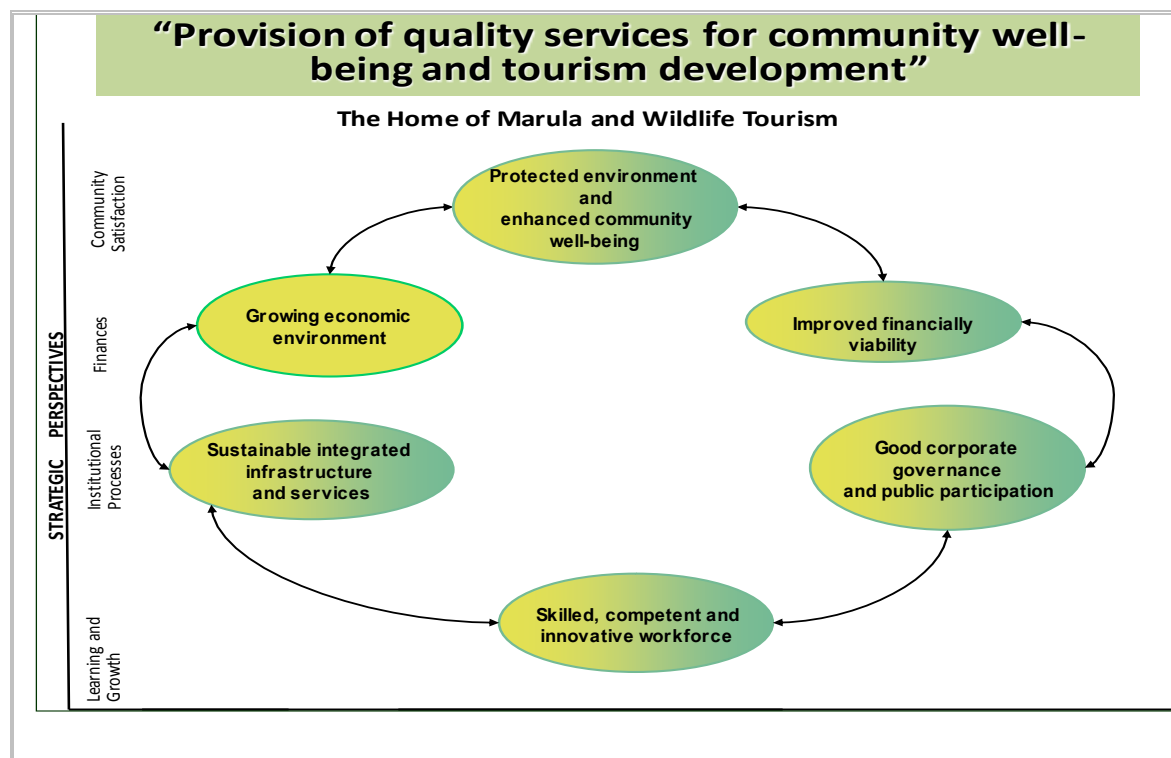 “Provision of quality services for community well-
being and tourism development”
The Home of Marula and Wildlife Tourism
STRATEGIC PERSPECTIVES
Community
Satisfaction
Finances
Institutional
Processes
Learning and
Growth
Protected environment
and
enhanced community
well-being
Growing economic
environment
Improved financially
viability
Sustainable integrated
infrastructure
and services
Good corporate
governance
and public participation
Skilled, competent and
innovative workforce